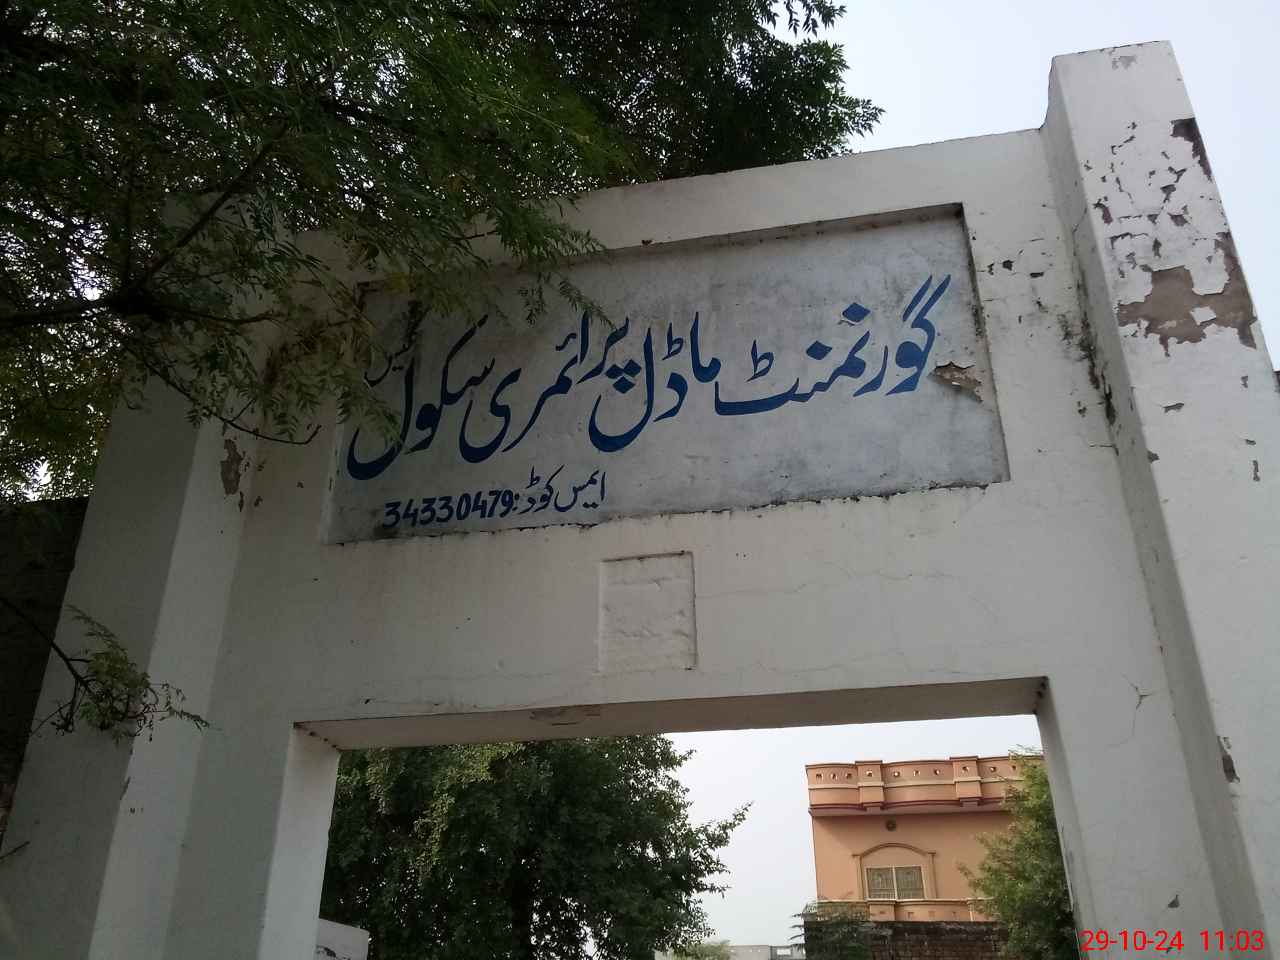 گورنمنٹ ماڈل پرائمری سکول
ایمس کوڈ: 34330479
29-10-24 11:03